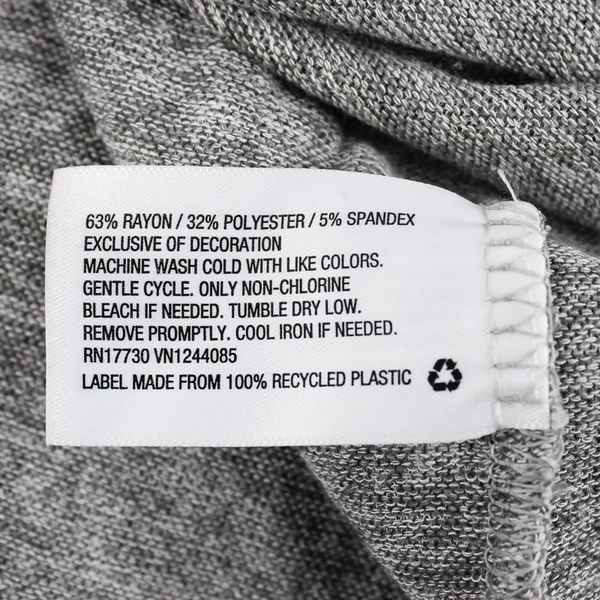 63% RAYON / 32% POLYESTER / 5% SPANDEX
EXCLUSIVE OF DECORATION
MACHINE WASH COLD WITH LIKE COLORS.
GENTLE CYCLE. ONLY NON-CHLORINE
BLEACH IF NEEDED. TUMBLE DRY LOW.
REMOVE PROMPTLY. COOL IRON IF NEEDED.
RN17730 VN1244085
LABEL MADE FROM 100% RECYCLED PLASTIC